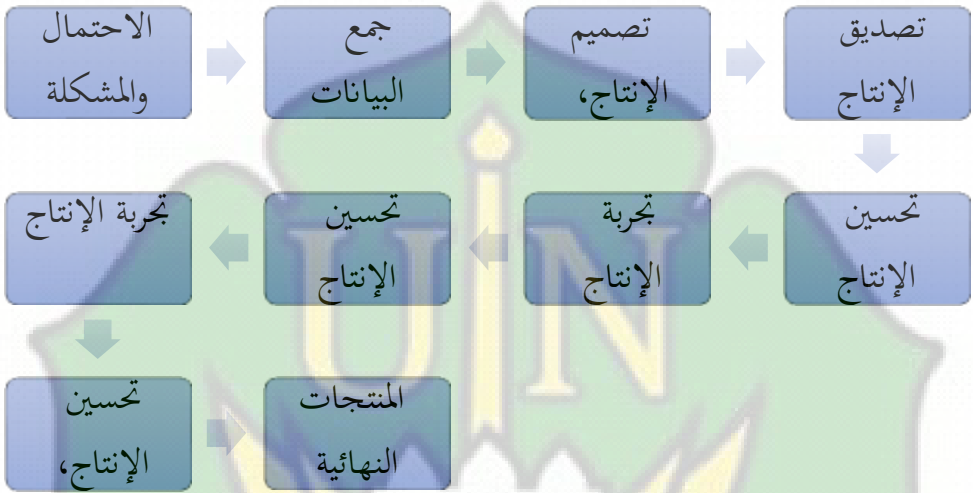 الاحتمال
والمشكلة
جمع
البيانات
تصميم
الإنتاج،
تصديق
الإنتاج
تحسين
الإنتاج
تجربة
الإنتاج
تحسين
الإنتاج
تجربة الإنتاج
تحسين
الإنتاج،
المنتجات
النهائية
UIN